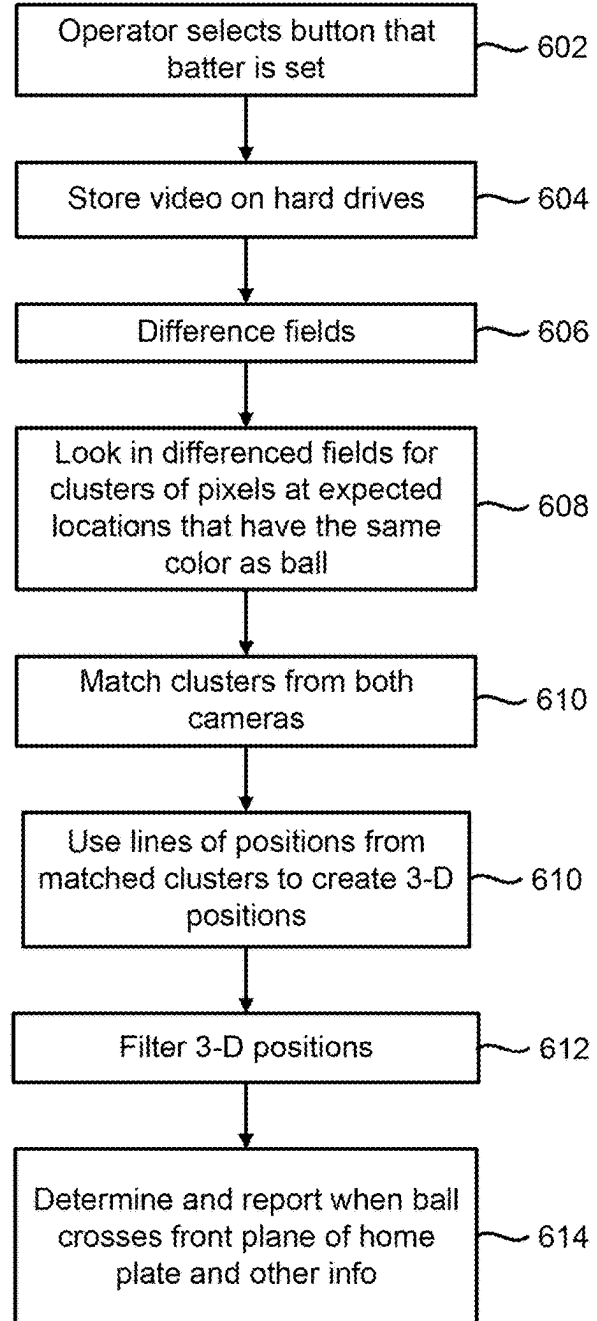 Operator selects button that
batter is set
602
Store video on hard drives
604
Difference fields
606
Look in differenced fields for
clusters of pixels at expected
locations that have the same
color as ball
608
Match clusters from both
cameras
610
Use lines of positions from
matched clusters to create 3-D
positions
610
Filter 3-D positions
612
Determine and report when ball
crosses front plane of home
plate and other info
614